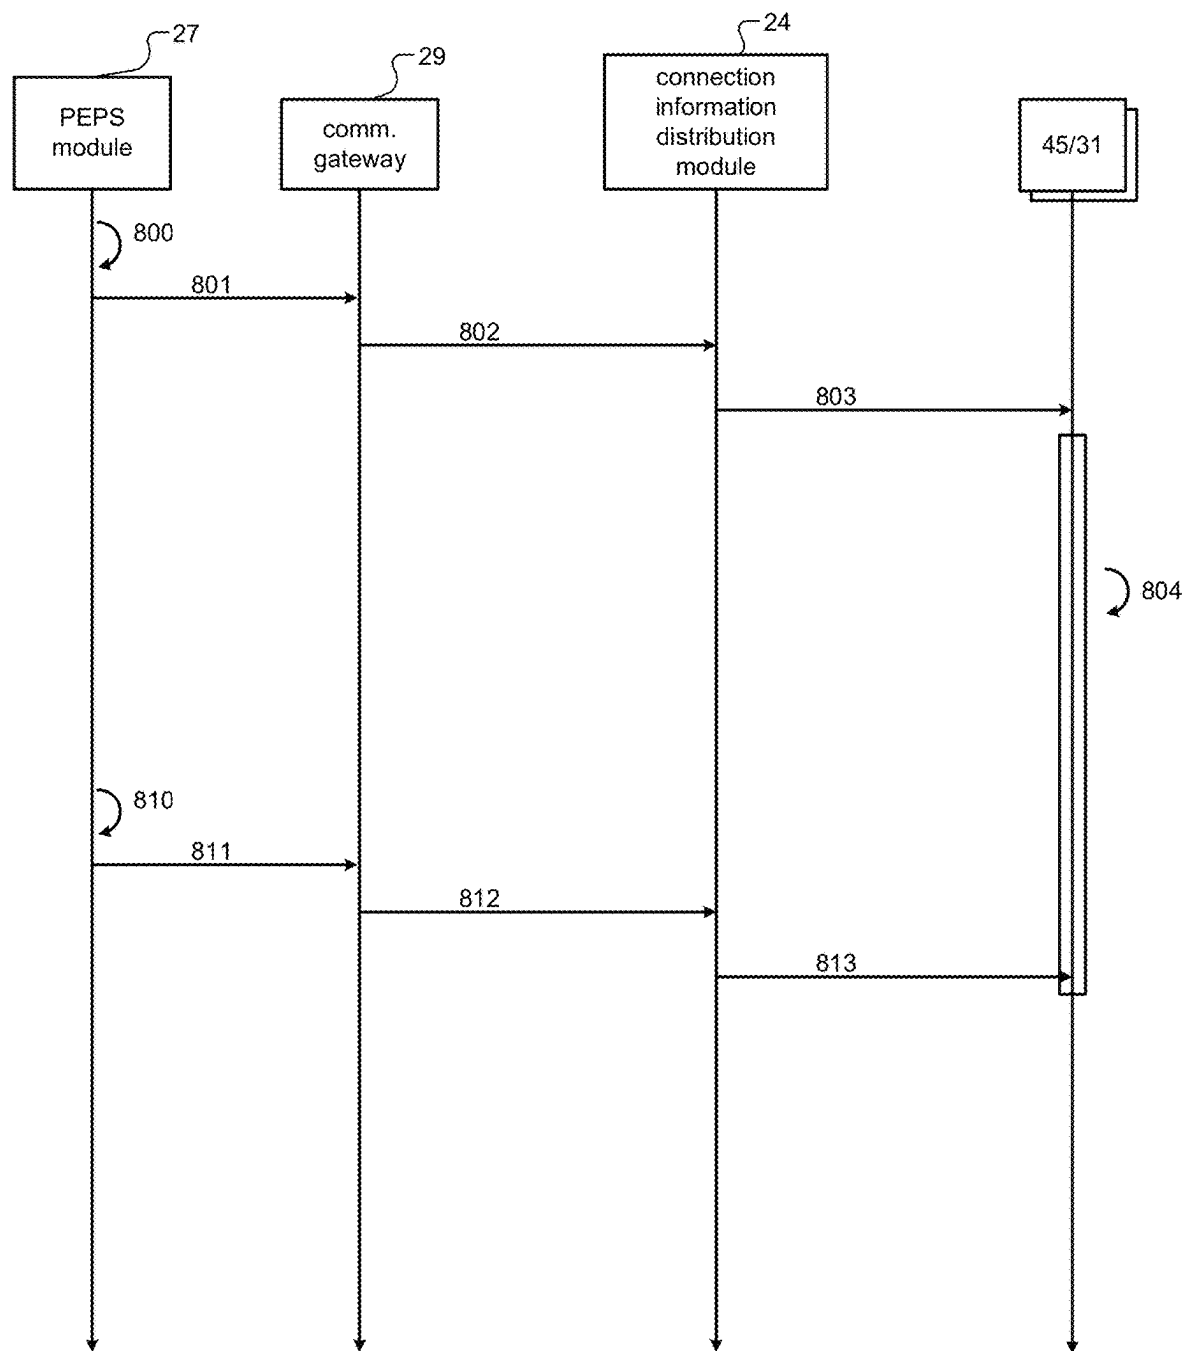 27
29
24
PEPS
module
comm.
gateway
connection
information
distribution
module
45/31
800
801
802
803
804
810
811
812
813